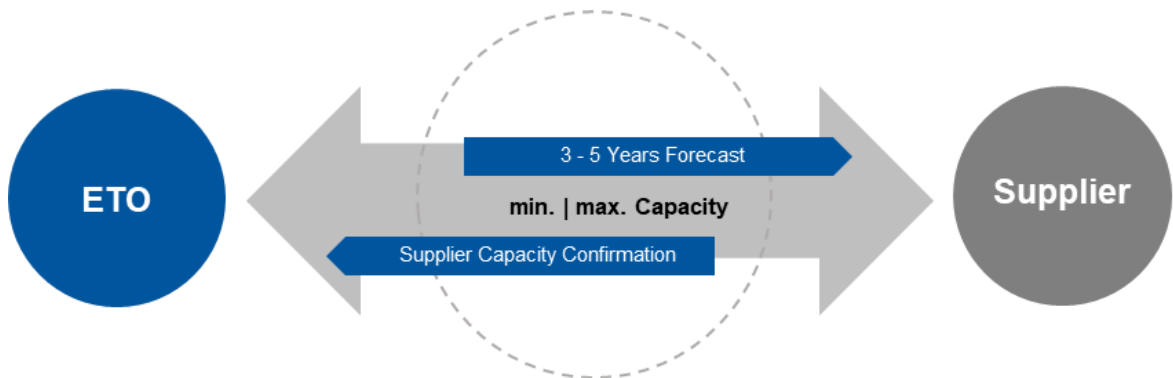 ETO
3 - 5 Years Forecast
min. | max. Capacity
Supplier Capacity Confirmation
Supplier